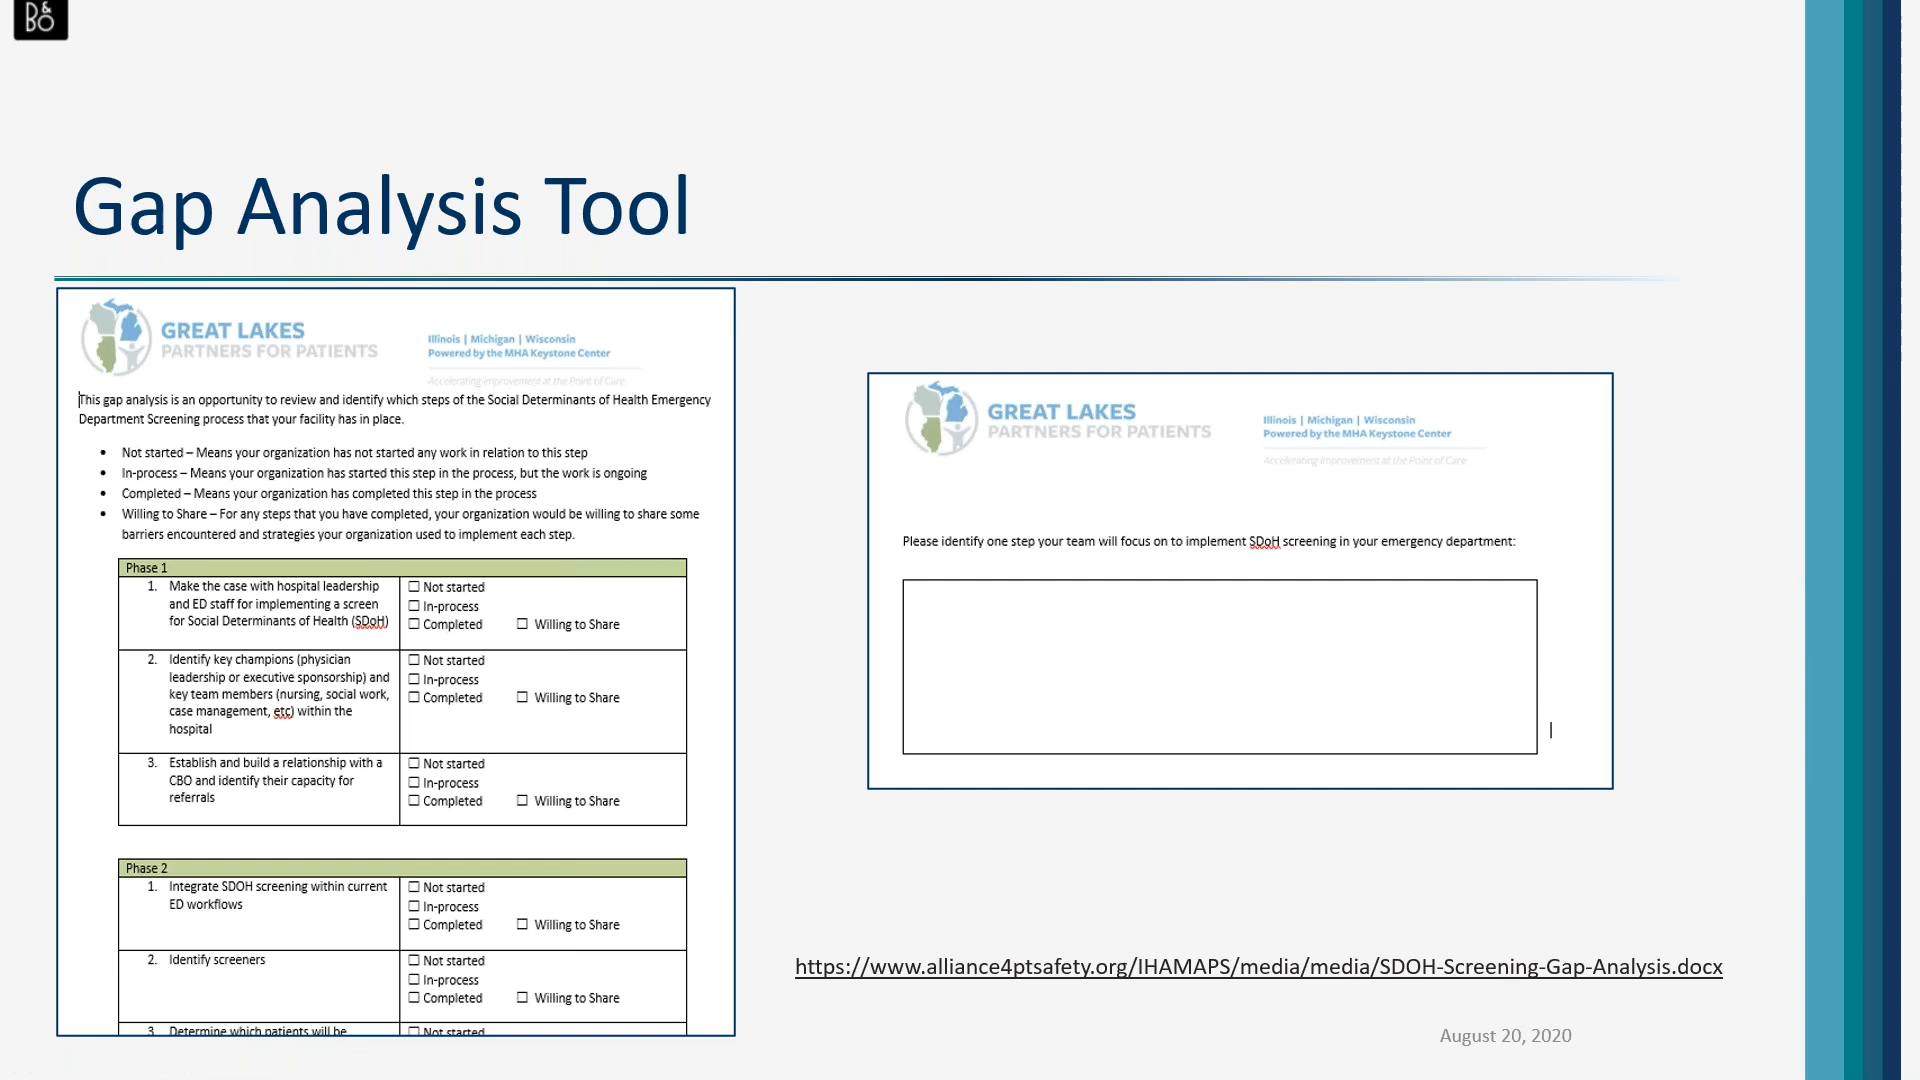 B&O
Gap Analysis Tool
GREAT LAKES
PARTNERS FOR PATIENTS
Illinois | Michigan | Wisconsin
Powered by the MHA Keystone Center
Accelerating improvement at the Point of Care
This gap analysis is an opportunity to review and identify which steps of the Social Determinants of Health Emergency
Department Screening process that your facility has in place.
• Not started – Means your organization has not started any work in relation to this step
• In-process – Means your organization has started this step in the process, but the work is ongoing
• Completed – Means your organization has completed this step in the process
• Willing to Share – For any steps that you have completed, your organization would be willing to share some
barriers encountered and strategies your organization used to implement each step.
Phase 1
1. Make the case with hospital leadership
and ED staff for implementing a screen
for Social Determinants of Health (SDoH)
☐ Not started
☐ In-process
☐ Completed ☐ Willing to Share
2. Identify key champions (physician
leadership or executive sponsorship) and
key team members (nursing, social work,
case management, etc) within the
hospital
☐ Not started
☐ In-process
☐ Completed ☐ Willing to Share
3. Establish and build a relationship with a
CBO and identify their capacity for
referrals
☐ Not started
☐ In-process
☐ Completed ☐ Willing to Share
Phase 2
1. Integrate SDOH screening within current
ED workflows
☐ Not started
☐ In-process
☐ Completed ☐ Willing to Share
2. Identify screeners
☐ Not started
☐ In-process
☐ Completed ☐ Willing to Share
3. Determine which patients will be
☐ Not started
GREAT LAKES
PARTNERS FOR PATIENTS
Illinois | Michigan | Wisconsin
Powered by the MHA Keystone Center
Accelerating improvement at the Point of Care
Please identify one step your team will focus on to implement SDoH screening in your emergency department:
https://www.alliance4ptsafety.org/IHAMAPS/media/media/SDOH-Screening-Gap-Analysis.docx
August 20, 2020